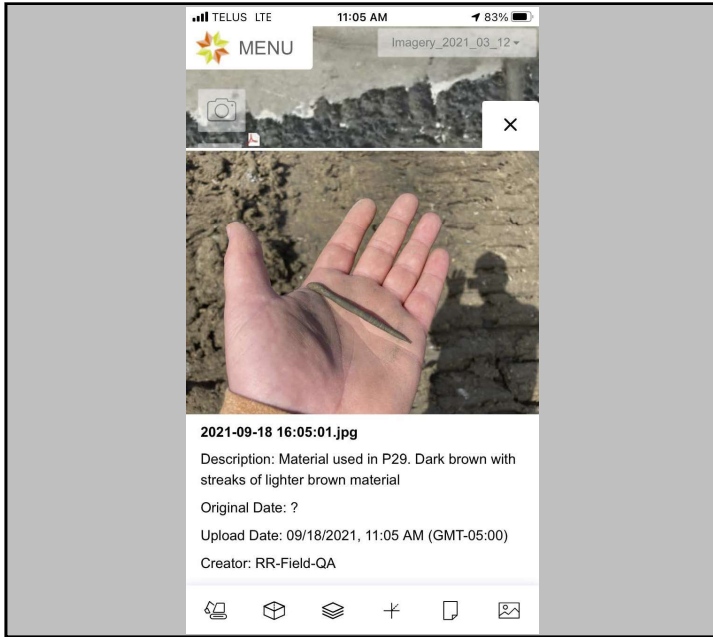 TELUS LTE 11:05 AM 83%
MENU
Imagery_2021_03_12
2021-09-18 16:05:01.jpg
Description: Material used in P29. Dark brown with
streaks of lighter brown material
Original Date: ?
Upload Date: 09/18/2021, 11:05 AM (GMT-05:00)
Creator: RR-Field-QA